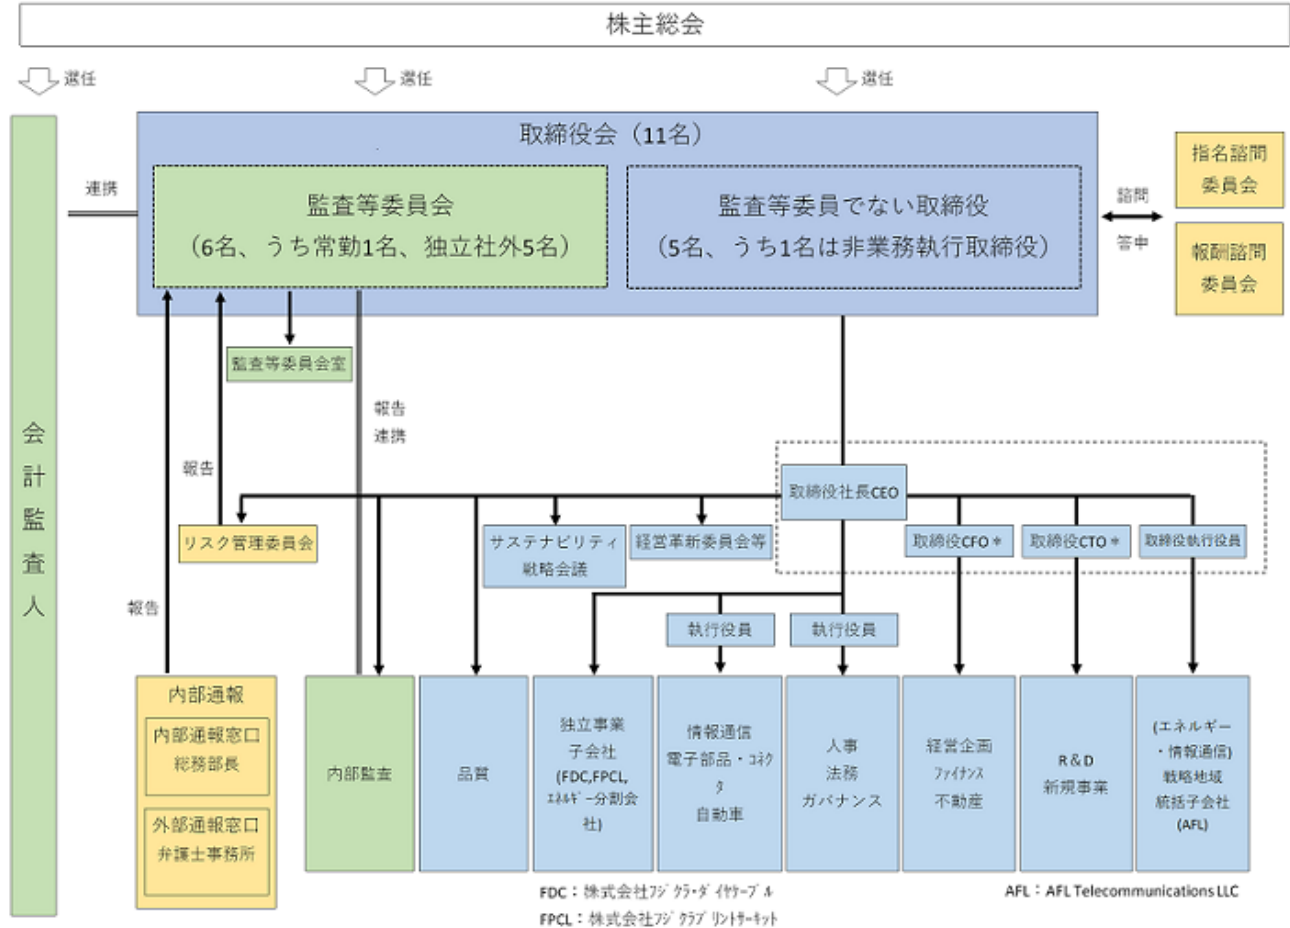 株主総会
選任
選任
選任
取締役会（11名）
監査等委員会
（6名、うち常勤1名、独立社外5名）
監査等委員でない取締役
（5名、うち1名は非業務執行取締役）
連携
諮問
答申
指名諮問
委員会
報酬諮問
委員会
会
計
監
査
人
監査等委員会室
報告
連携
報告
報告
取締役社長CEO
リスク管理委員会
サステナビリティ
戦略会議
経営革新委員会等
取締役CFO＊
取締役CTO＊
取締役執行役員
執行役員
執行役員
内部通報
内部通報窓口
総務部長
外部通報窓口
弁護士事務所
内部監査
品質
独立事業
子会社
(FDC,FPCL,
ｴﾈﾙｷﾞｰ分割会
社)
情報通信
電子部品・ｺﾈｸ
ﾀ
自動車
人事
法務
ガバナンス
経営企画
ﾌｧｲﾅﾝｽ
不動産
R＆D
新規事業
(エネルギー
・情報通信)
戦略地域
統括子会社
(AFL)
FDC：株式会社ﾌｼﾞｸﾗ・ﾀﾞｲﾔｹｰﾌﾞﾙ
FPCL：株式会社ﾌｼﾞｸﾗﾌﾟﾘﾝﾄｻｰｷｯﾄ
AFL：AFL Telecommunications LLC